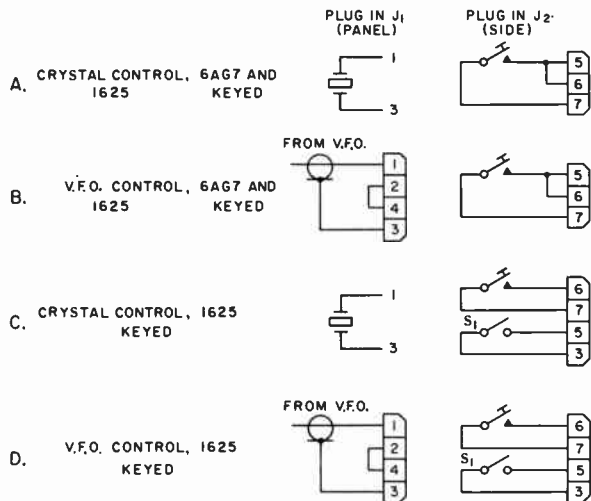 PLUG IN J1
(PANEL)
PLUG IN J2.
(SIDE)
A. CRYSTAL CONTROL, 6AG7 AND
1625 KEYED
1
3
5
6
7
B. V.F.O. CONTROL, 6AG7 AND
1625 KEYED
FROM V.F.O.
1
2
4
3
5
6
7
C. CRYSTAL CONTROL, 1625
KEYED
1
3
6
7
S1
5
3
D. V.F.O. CONTROL, 1625
KEYED
FROM V.F.O.
1
2
4
3
6
7
S1
5
3